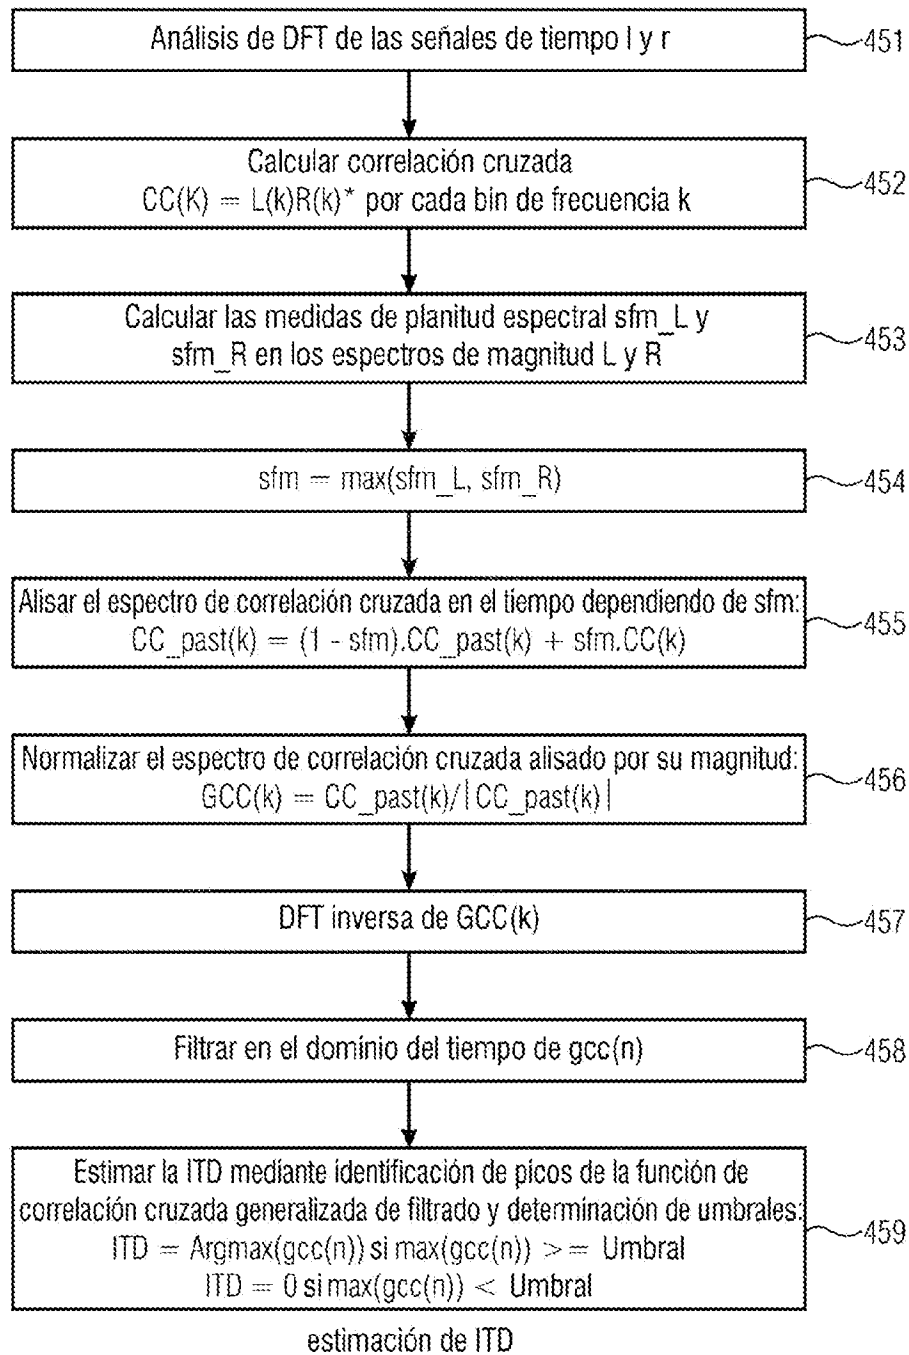 Análisis de DFT de las señales de tiempo l y r
451
Calcular correlación cruzada
CC(K) = L(k)R(k)* por cada bin de frecuencia k
452
Calcular las medidas de planitud espectral sfm_L y
sfm_R en los espectros de magnitud L y R
453
sfm = max(sfm_L, sfm_R)
454
Alisar el espectro de correlación cruzada en el tiempo dependiendo de sfm:
CC_past(k) = (1 - sfm).CC_past(k) + sfm.CC(k)
455
Normalizar el espectro de correlación cruzada alisado por su magnitud:
GCC(k) = CC_past(k)/|CC_past(k)|
456
DFT inversa de GCC(k)
457
Filtrar en el dominio del tiempo de gcc(n)
458
Estimar la ITD mediante identificación de picos de la función de
correlación cruzada generalizada de filtrado y determinación de umbrales:
ITD = Argmax(gcc(n)) si max(gcc(n)) >= Umbral
ITD = 0 si max(gcc(n)) < Umbral
459
estimación de ITD